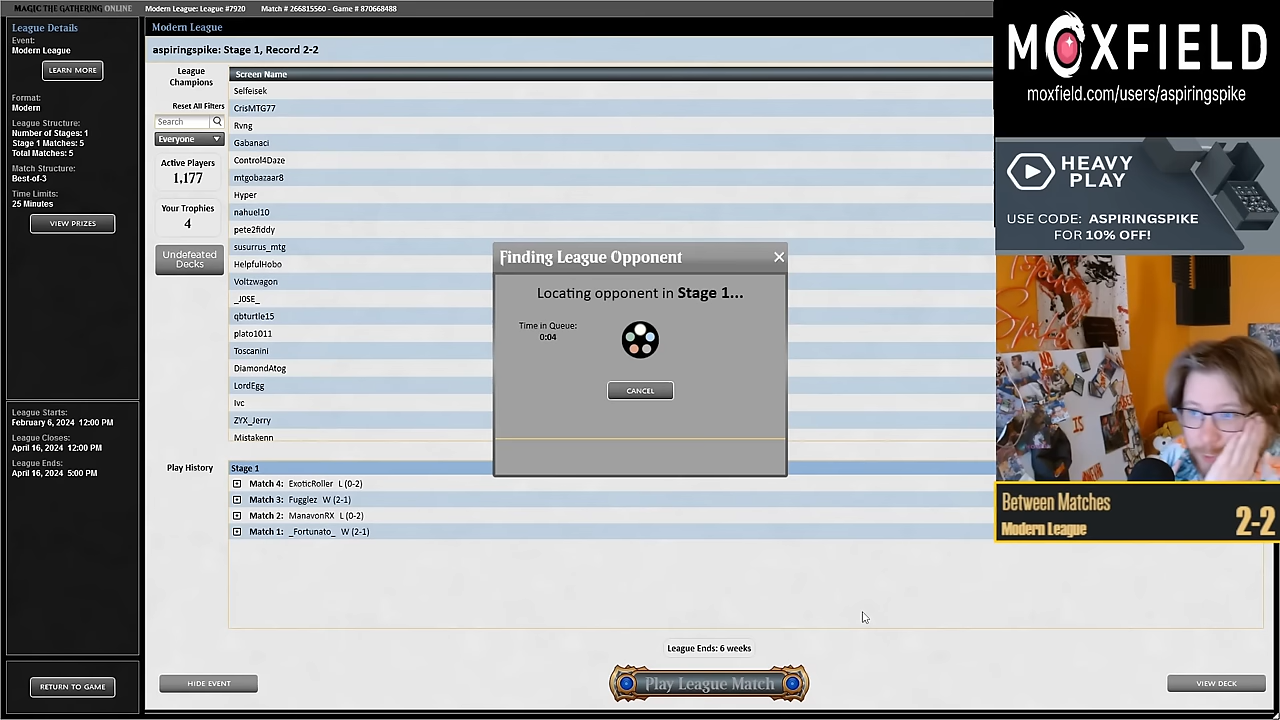 MAGIC THE GATHERING ONLINE
Modern League: League #7920
Match # 266815560 - Game # 870668488
League Details
Event:
Modern League
LEARN MORE
Format:
Modern
League Structure:
Number of Stages: 1
Stage 1 Matches: 5
Total Matches: 5
Match Structure:
Best-of-3
Time Limits:
25 Minutes
VIEW PRIZES
League Starts:
February 6, 2024 12:00 PM
League Closes:
April 16, 2024 12:00 PM
League Ends:
April 16, 2024 5:00 PM
RETURN TO GAME
Modern League
aspiringspike: Stage 1, Record 2-2
League
Champions
Reset All Filters
Search
Everyone
Active Players
1,177
Your Trophies
4
Undefeated
Decks
Screen Name
Selfeisek
CrisMTG77
Rvng
Gabanaci
Control4Daze
mtgobazaar8
Hyper
nahuel10
pete2fiddy
susurrus_mtg
HelpfulHobo
Voltzwagon
_J0SE_
qbturtle15
plato1011
Toscanini
DiamondAtog
LordEgg
lvc
ZYX_Jerry
Mistakenn
Finding League Opponent
Locating opponent in Stage 1...
Time in Queue:
0:04
CANCEL
Play History
Stage 1
Match 4: ExoticRoller L (0-2)
Match 3: Fugglez W (2-1)
Match 2: ManavonRX L (0-2)
Match 1: _Fortunato_ W (2-1)
League Ends: 6 weeks
HIDE EVENT
Play League Match
VIEW DECK
MOXFIELD
moxfield.com/users/aspiringspike
HEAVY
PLAY
USE CODE: ASPIRINGSPIKE
FOR 10% OFF!
Between Matches
Modern League
2-2